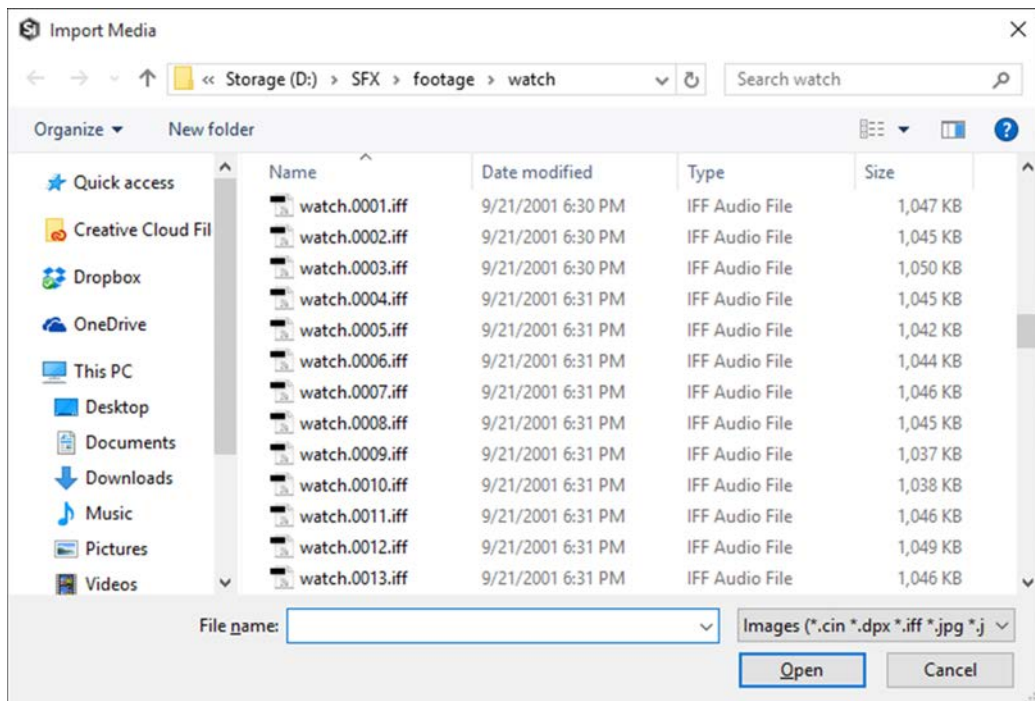 Import Media
« Storage (D:) > SFX > footage > watch
Search watch
Organize
New folder
Name Date modified Type Size
Quick access
Creative Cloud Fil
Dropbox
OneDrive
This PC
Desktop
Documents
Downloads
Music
Pictures
Videos
watch.0001.iff 9/21/2001 6:30 PM IFF Audio File 1,047 KB
watch.0002.iff 9/21/2001 6:30 PM IFF Audio File 1,045 KB
watch.0003.iff 9/21/2001 6:30 PM IFF Audio File 1,050 KB
watch.0004.iff 9/21/2001 6:31 PM IFF Audio File 1,045 KB
watch.0005.iff 9/21/2001 6:31 PM IFF Audio File 1,042 KB
watch.0006.iff 9/21/2001 6:31 PM IFF Audio File 1,044 KB
watch.0007.iff 9/21/2001 6:31 PM IFF Audio File 1,046 KB
watch.0008.iff 9/21/2001 6:31 PM IFF Audio File 1,045 KB
watch.0009.iff 9/21/2001 6:31 PM IFF Audio File 1,037 KB
watch.0010.iff 9/21/2001 6:31 PM IFF Audio File 1,038 KB
watch.0011.iff 9/21/2001 6:31 PM IFF Audio File 1,046 KB
watch.0012.iff 9/21/2001 6:31 PM IFF Audio File 1,049 KB
watch.0013.iff 9/21/2001 6:31 PM IFF Audio File 1,046 KB
File name:
Images (*.cin *.dpx *.iff *.jpg *.j
Open
Cancel